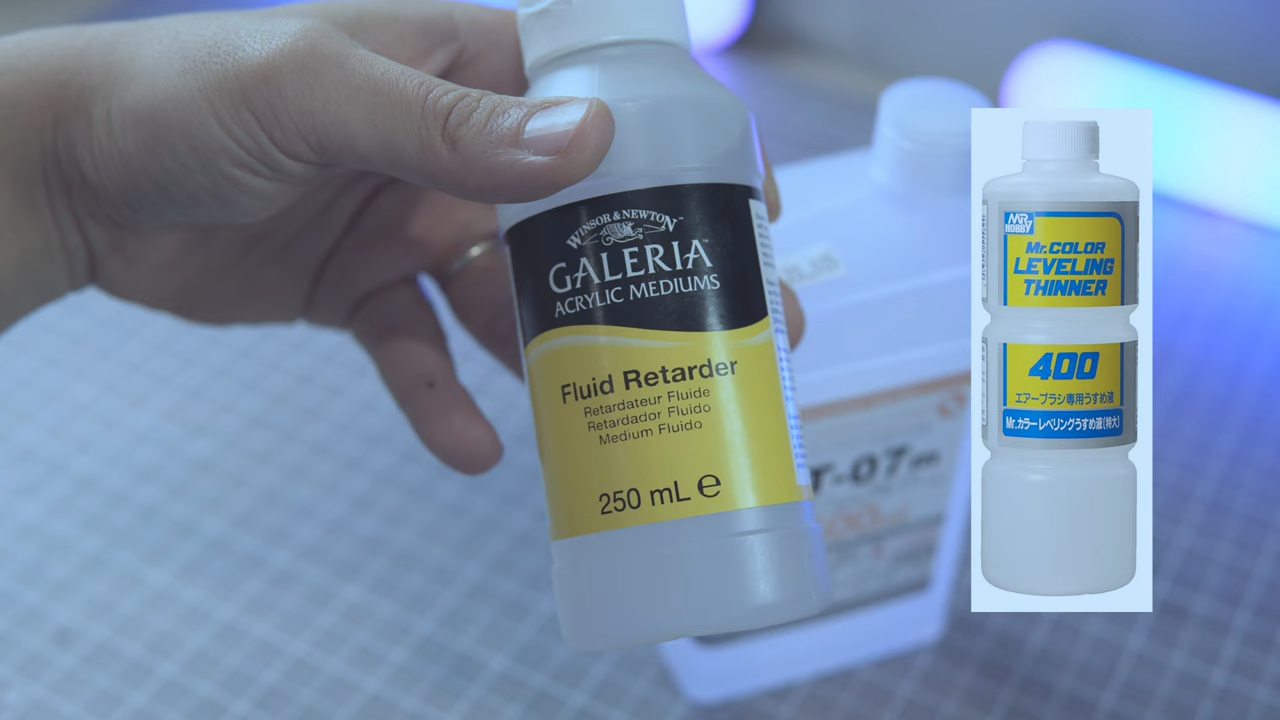 WINSOR & NEWTON™
GALERIA™
ACRYLIC MEDIUMS
Fluid Retarder
Retardateur Fluide
Retardador Fluido
Medium Fluido
250 mL ℮
T-07
MR.
HOBBY
Mr.COLOR
LEVELING
THINNER
400
エアーブラシ専用うすめ液
Mr.カラーレベリングうすめ液(特大)